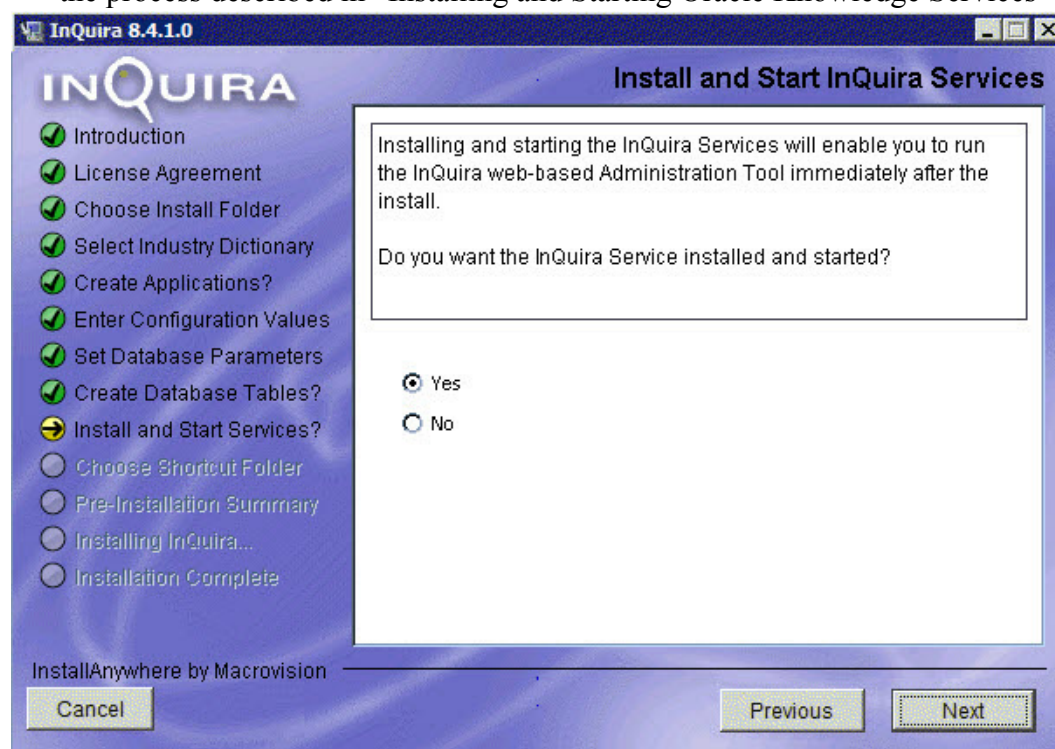 the process described in "Installing and Starting Oracle Knowledge Services"
InQuira 8.4.1.0
INQUIRA
Install and Start InQuira Services
Introduction
License Agreement
Choose Install Folder
Select Industry Dictionary
Create Applications?
Enter Configuration Values
Set Database Parameters
Create Database Tables?
Install and Start Services?
Choose Shortcut Folder
Pre-Installation Summary
Installing InQuira...
Installation Complete
Installing and starting the InQuira Services will enable you to run
the InQuira web-based Administration Tool immediately after the
install.
Do you want the InQuira Service installed and started?
Yes
No
InstallAnywhere by Macrovision
Cancel
Previous
Next